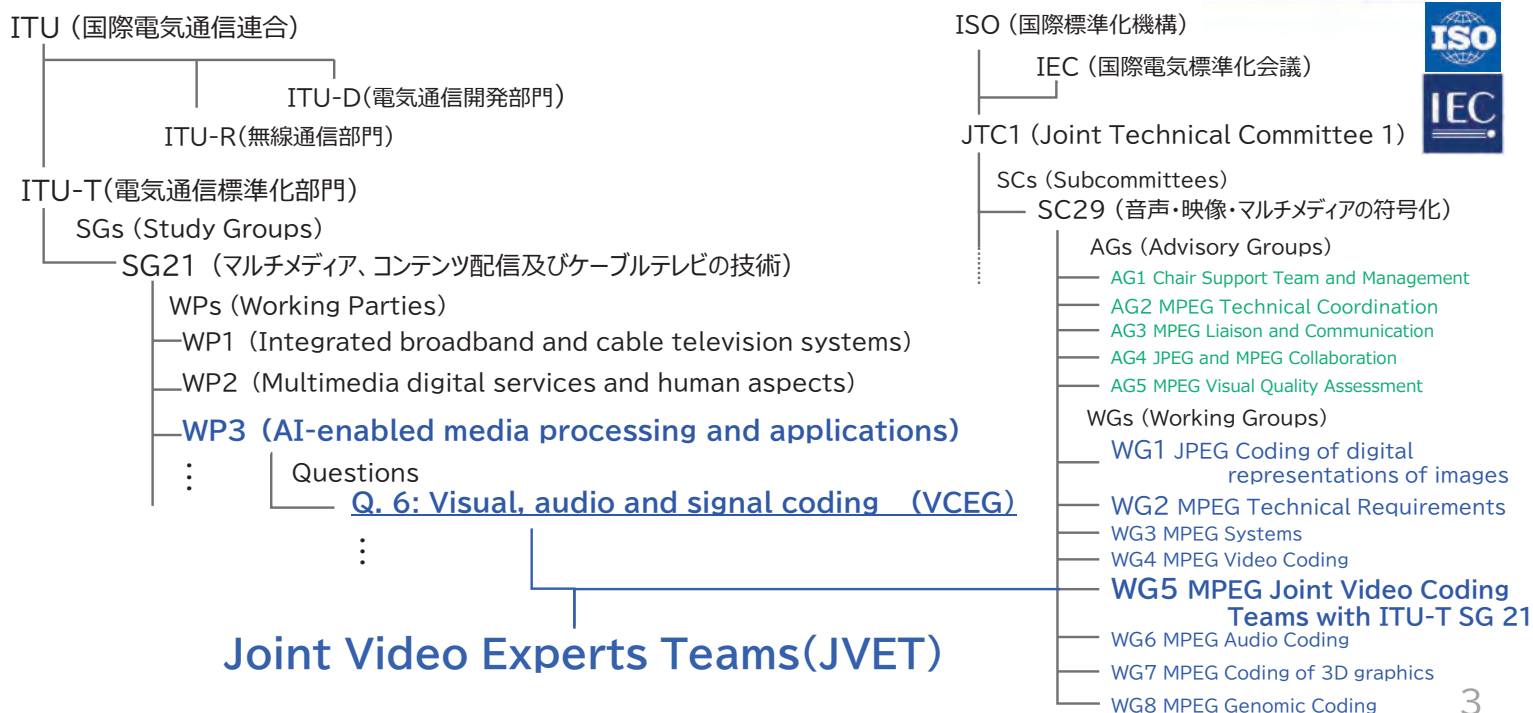 ITU (国際電気通信連合)
ITU-D(電気通信開発部門)
ITU-R(無線通信部門)
ITU-T(電気通信標準化部門)
SGs (Study Groups)
SG21 (マルチメディア、コンテンツ配信及びケーブルテレビの技術)
WPs (Working Parties)
WP1 (Integrated broadband and cable television systems)
WP2 (Multimedia digital services and human aspects)
WP3 (AI-enabled media processing and applications)
⋮
Questions
Q. 6: Visual, audio and signal coding (VCEG)
⋮
Joint Video Experts Teams(JVET)
ISO (国際標準化機構)
IEC (国際電気標準化会議)
JTC1 (Joint Technical Committee 1)
SCs (Subcommittees)
SC29 (音声・映像・マルチメディアの符号化)
AGs (Advisory Groups)
AG1 Chair Support Team and Management
AG2 MPEG Technical Coordination
AG3 MPEG Liaison and Communication
AG4 JPEG and MPEG Collaboration
AG5 MPEG Visual Quality Assessment
WGs (Working Groups)
WG1 JPEG Coding of digital
representations of images
WG2 MPEG Technical Requirements
WG3 MPEG Systems
WG4 MPEG Video Coding
WG5 MPEG Joint Video Coding
Teams with ITU-T SG 21
WG6 MPEG Audio Coding
WG7 MPEG Coding of 3D graphics
WG8 MPEG Genomic Coding
ISO
IEC
3